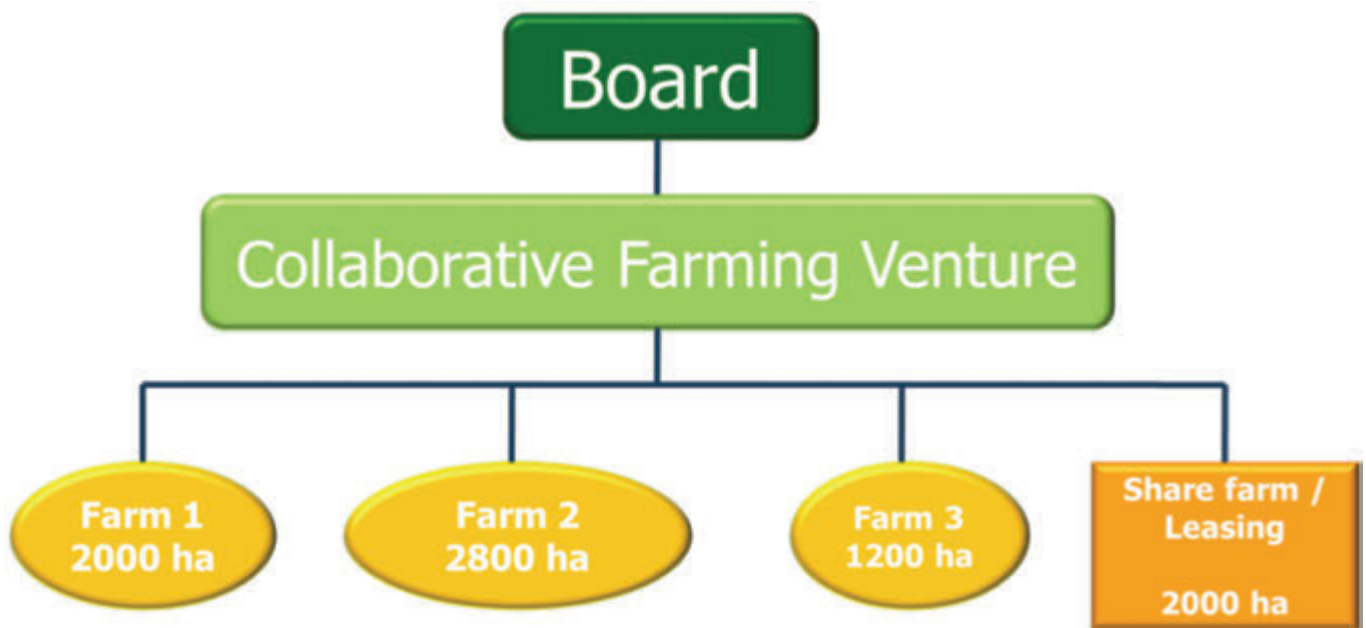 Board
Collaborative Farming Venture
Farm 1
2000 ha
Farm 2
2800 ha
Farm 3
1200 ha
Share farm /
Leasing
2000 ha